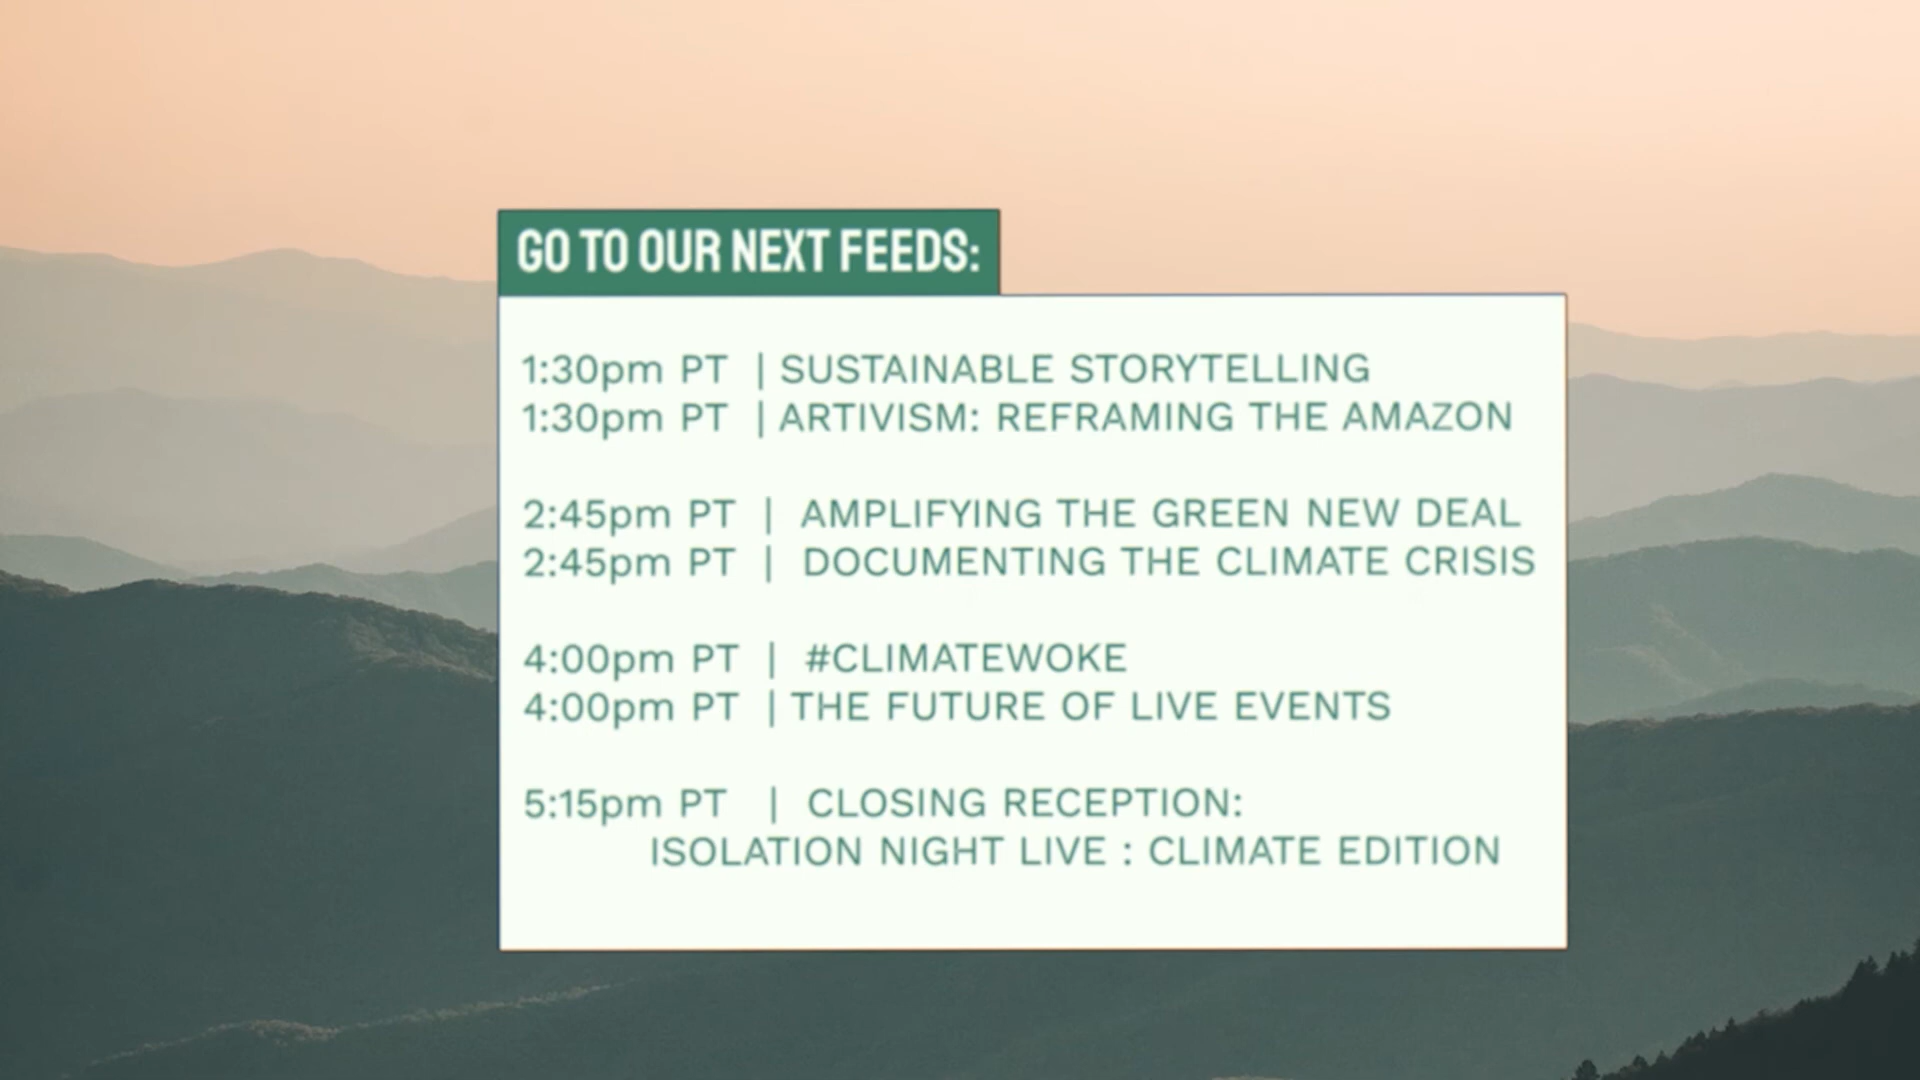 GO TO OUR NEXT FEEDS:
1:30pm PT | SUSTAINABLE STORYTELLING
1:30pm PT | ARTIVISM: REFRAMING THE AMAZON
2:45pm PT | AMPLIFYING THE GREEN NEW DEAL
2:45pm PT | DOCUMENTING THE CLIMATE CRISIS
4:00pm PT | #CLIMATEWOKE
4:00pm PT | THE FUTURE OF LIVE EVENTS
5:15pm PT | CLOSING RECEPTION:
ISOLATION NIGHT LIVE : CLIMATE EDITION